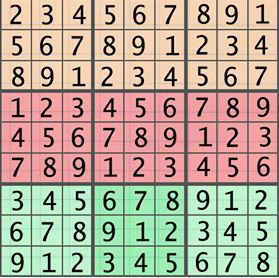 2 3 4 5 6 7 8 9 1
5 6 7 8 9 1 2 3 4
8 9 1 2 3 4 5 6 7
1 2 3 4 5 6 7 8 9
4 5 6 7 8 9 1 2 3
7 8 9 1 2 3 4 5 6
3 4 5 6 7 8 9 1 2
6 7 8 9 1 2 3 4 5
9 1 2 3 4 5 6 7 8